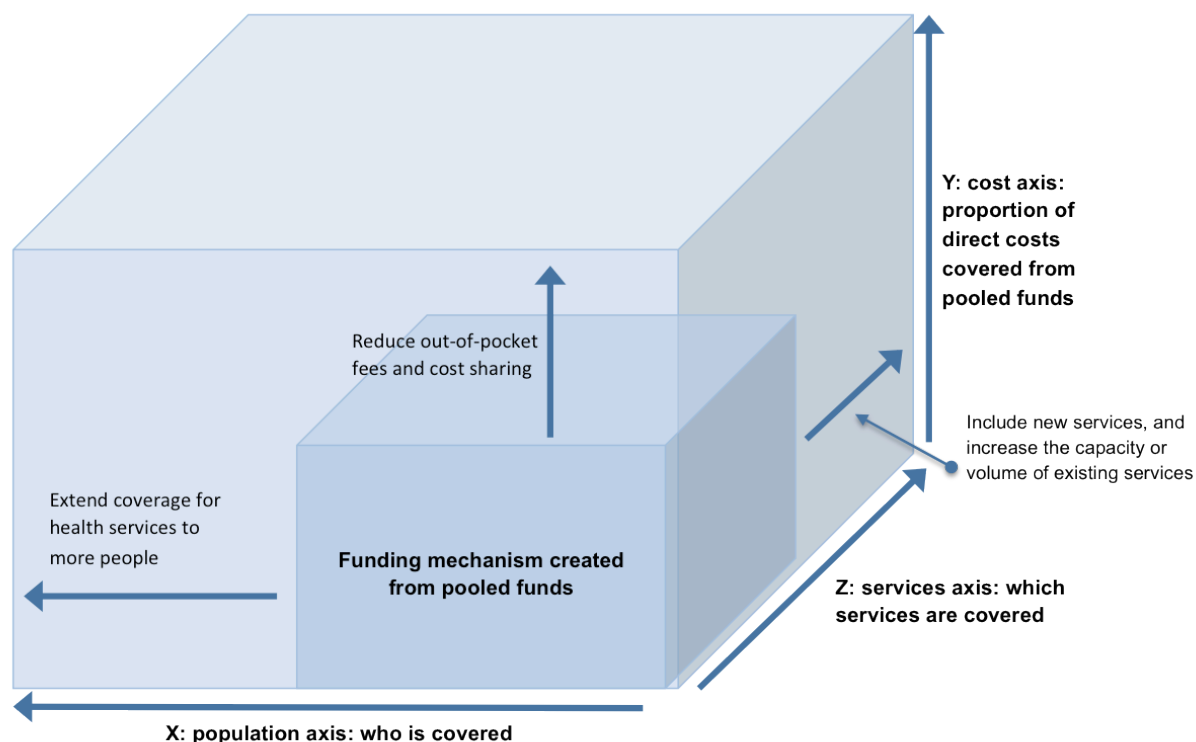 Y: cost axis:
proportion of
direct costs
covered from
pooled funds
Reduce out-of-pocket
fees and cost sharing
Include new services, and
increase the capacity or
volume of existing services
Extend coverage for
health services to
more people
Funding mechanism created
from pooled funds
Z: services axis: which
services are covered
X: population axis: who is covered